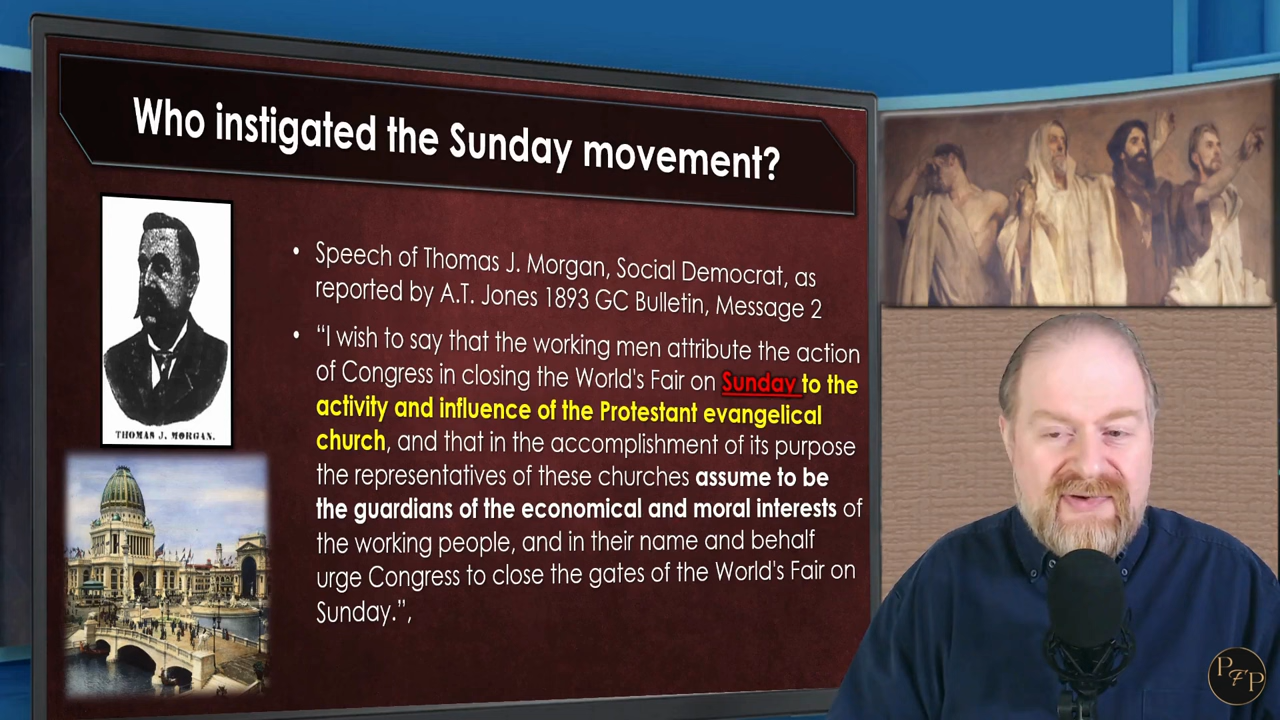 Who instigated the Sunday movement?
THOMAS J. MORGAN.
• Speech of Thomas J. Morgan, Social Democrat, as
reported by A.T. Jones 1893 GC Bulletin, Message 2
• “I wish to say that the working men attribute the action
of Congress in closing the World's Fair on Sunday to the
activity and influence of the Protestant evangelical
church, and that in the accomplishment of its purpose
the representatives of these churches assume to be
the guardians of the economical and moral interests of
the working people, and in their name and behalf
urge Congress to close the gates of the World's Fair on
Sunday.”,
PFP